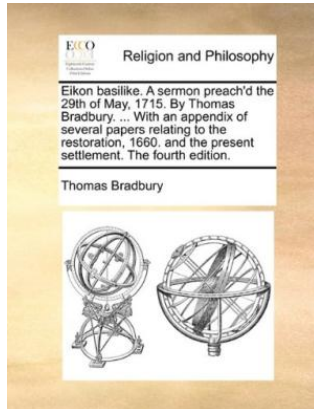 ECCO
Religion and Philosophy
Eikon basilike. A sermon preach'd the
29th of May, 1715. By Thomas
Bradbury. ... With an appendix of
several papers relating to the
restoration, 1660. and the present
settlement. The fourth edition.
Thomas Bradbury